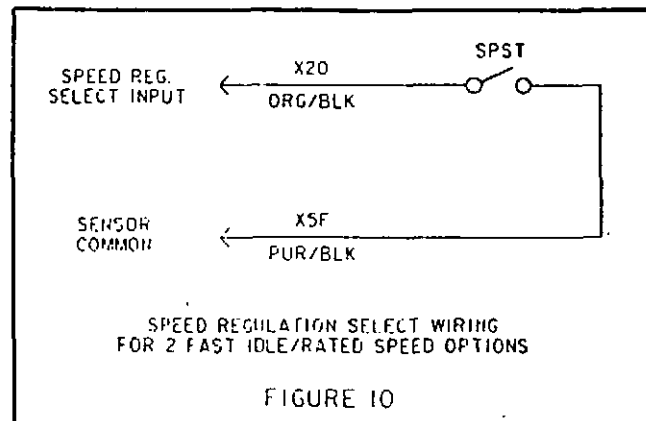 SPST
SPEED REG.
SELECT INPUT
X20
ORG/BLK
SENSOR
COMMON
X5F
PUR/BLK
SPEED REGULATION SELECT WIRING
FOR 2 FAST IDLE/RATED SPEED OPTIONS
FIGURE 10